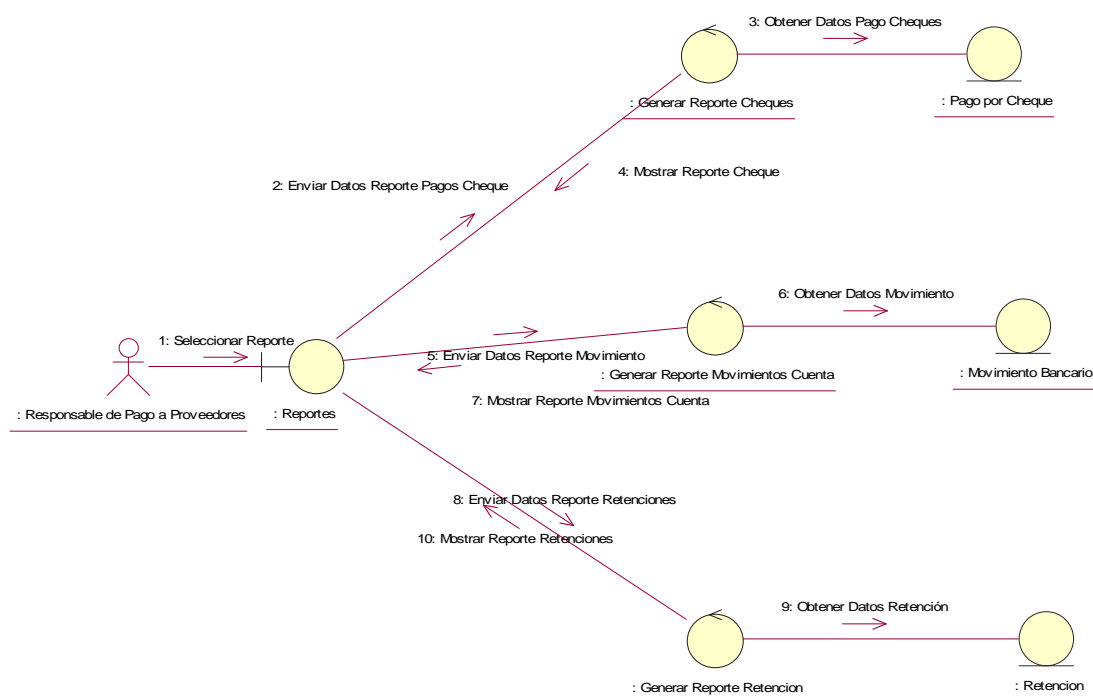 3: Obtener Datos Pago Cheques
: Generar Reporte Cheques
: Pago por Cheque
2: Enviar Datos Reporte Pagos Cheque
4: Mostrar Reporte Cheque
6: Obtener Datos Movimiento
1: Seleccionar Reporte
5: Enviar Datos Reporte Movimiento
: Generar Reporte Movimientos Cuenta
: Movimiento Bancario
7: Mostrar Reporte Movimientos Cuenta
: Responsable de Pago a Proveedores
: Reportes
8: Enviar Datos Reporte Retenciones
10: Mostrar Reporte Retenciones
9: Obtener Datos Retención
: Generar Reporte Retencion
: Retencion